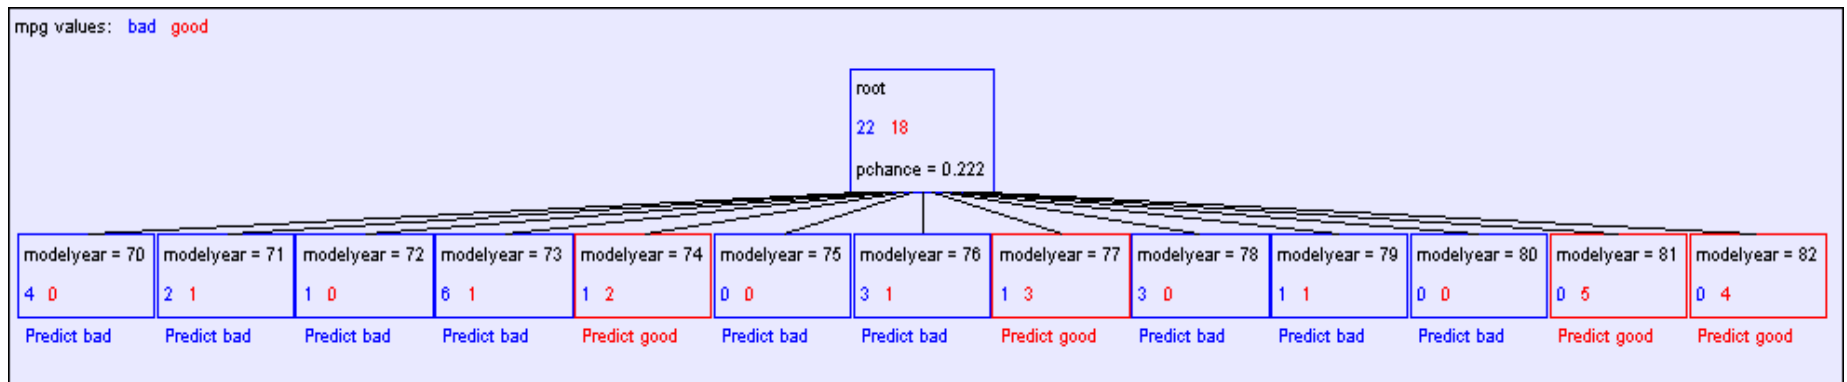 mpg values: bad good
root
22 18
pchance = 0.222
modelyear = 70 modelyear = 71 modelyear = 72 modelyear = 73 modelyear = 74 modelyear = 75 modelyear = 76 modelyear = 77 modelyear = 78 modelyear = 79 modelyear = 80 modelyear = 81 modelyear = 82
4 0 2 1 1 0 6 1 1 2 0 0 3 1 1 3 3 0 1 1 0 0 0 5 0 4
Predict bad Predict bad Predict bad Predict bad Predict good Predict bad Predict bad Predict good Predict bad Predict bad Predict bad Predict good Predict good